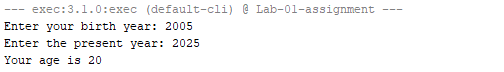 --- exec:3.1.0:exec (default-cli) @ Lab-01-assignment ---
Enter your birth year: 2005
Enter the present year: 2025
Your age is 20